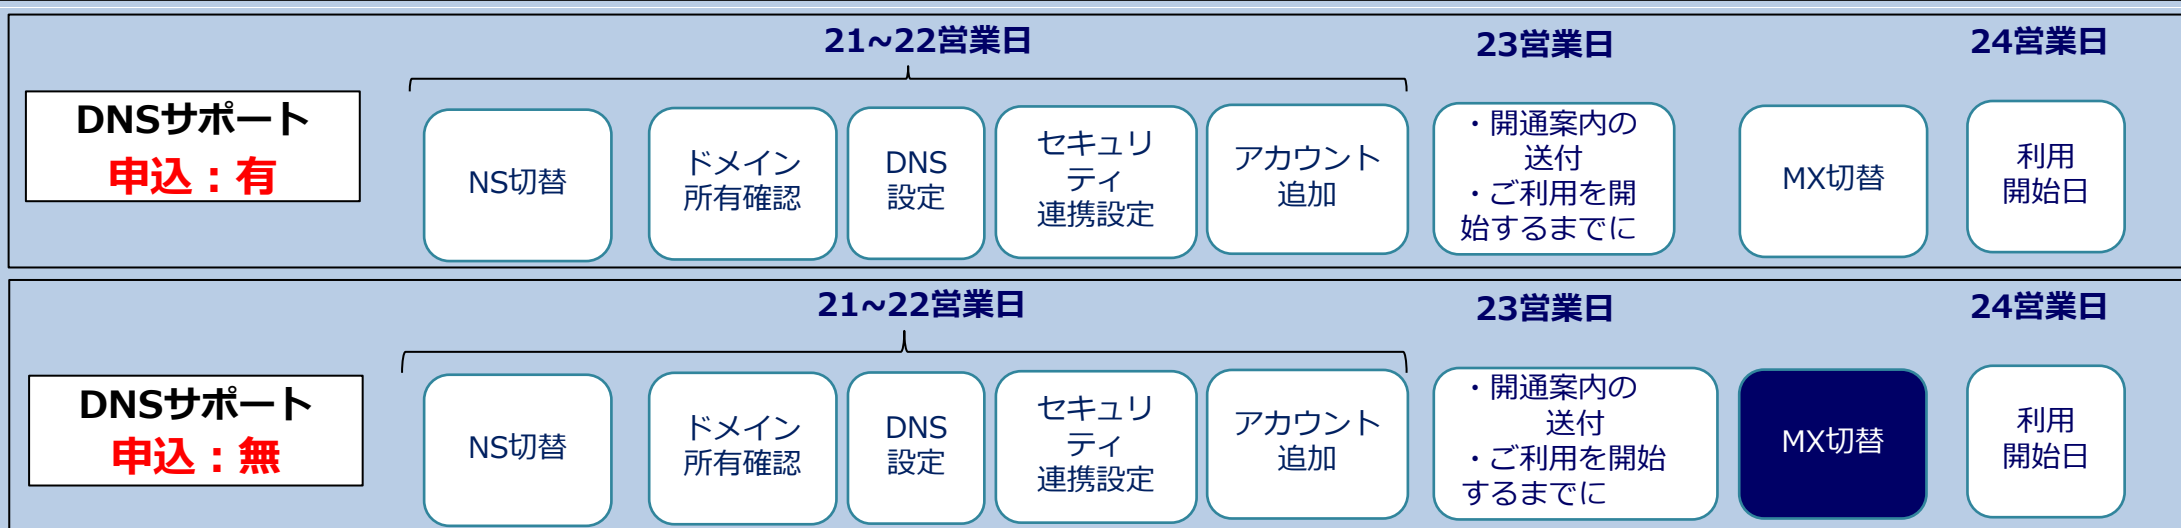 21~22営業日
23営業日
24営業日
DNSサポート
申込：有
NS切替
ドメイン
所有確認
DNS
設定
セキュリ
ティ
連携設定
アカウント
追加
・開通案内の
送付
・ご利用を開
始するまでに
MX切替
利用
開始日
21~22営業日
23営業日
24営業日
DNSサポート
申込：無
NS切替
ドメイン
所有確認
DNS
設定
セキュリ
ティ
連携設定
アカウント
追加
・開通案内の
送付
・ご利用を開始
するまでに
MX切替
利用
開始日